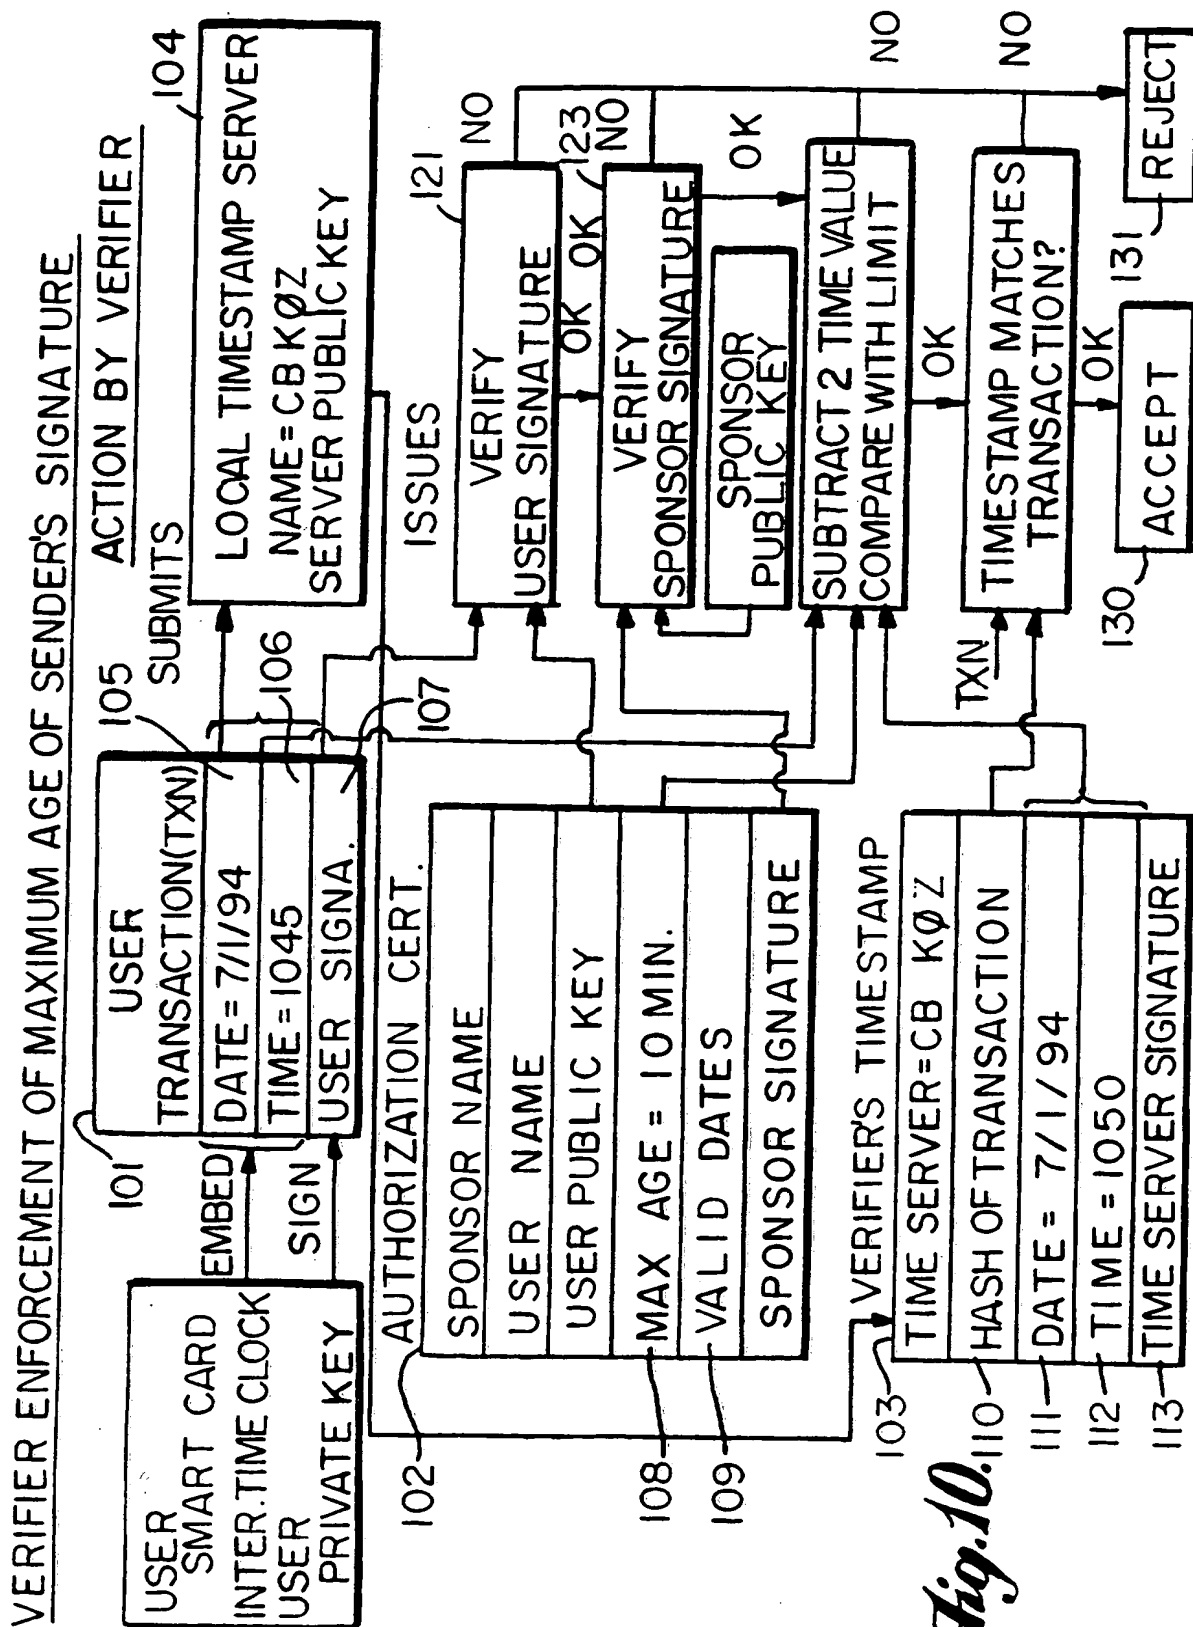 VERIFIER ENFORCEMENT OF MAXIMUM AGE OF SENDER'S SIGNATURE
ACTION BY VERIFIER
USER
SMART CARD
INTER.TIME CLOCK
USER
PRIVATE KEY
EMBED
SIGN
101
USER
TRANSACTION(TXN)
DATE = 7/1/94
TIME = 1045
USER SIGNA.
105
106
107
SUBMITS
104
LOCAL TIMESTAMP SERVER
NAME = CB KØZ
SERVER PUBLIC KEY
102
AUTHORIZATION CERT.
SPONSOR NAME
USER NAME
USER PUBLIC KEY
MAX AGE = 10 MIN.
VALID DATES
SPONSOR SIGNATURE
108
109
ISSUES
121
VERIFY
USER SIGNATURE
NO
OK
OK
123
VERIFY
SPONSOR SIGNATURE
NO
OK
SPONSOR
PUBLIC KEY
SUBTRACT 2 TIME VALUE
COMPARE WITH LIMIT
NO
OK
103
VERIFIER'S TIMESTAMP
TIME SERVER=CB KØZ
HASH OF TRANSACTION
DATE = 7/1/94
TIME = 1050
TIME SERVER SIGNATURE
110
111
112
113
TXN
TIMESTAMP MATCHES
TRANSACTION?
NO
OK
130
ACCEPT
131
REJECT
Fig.10.